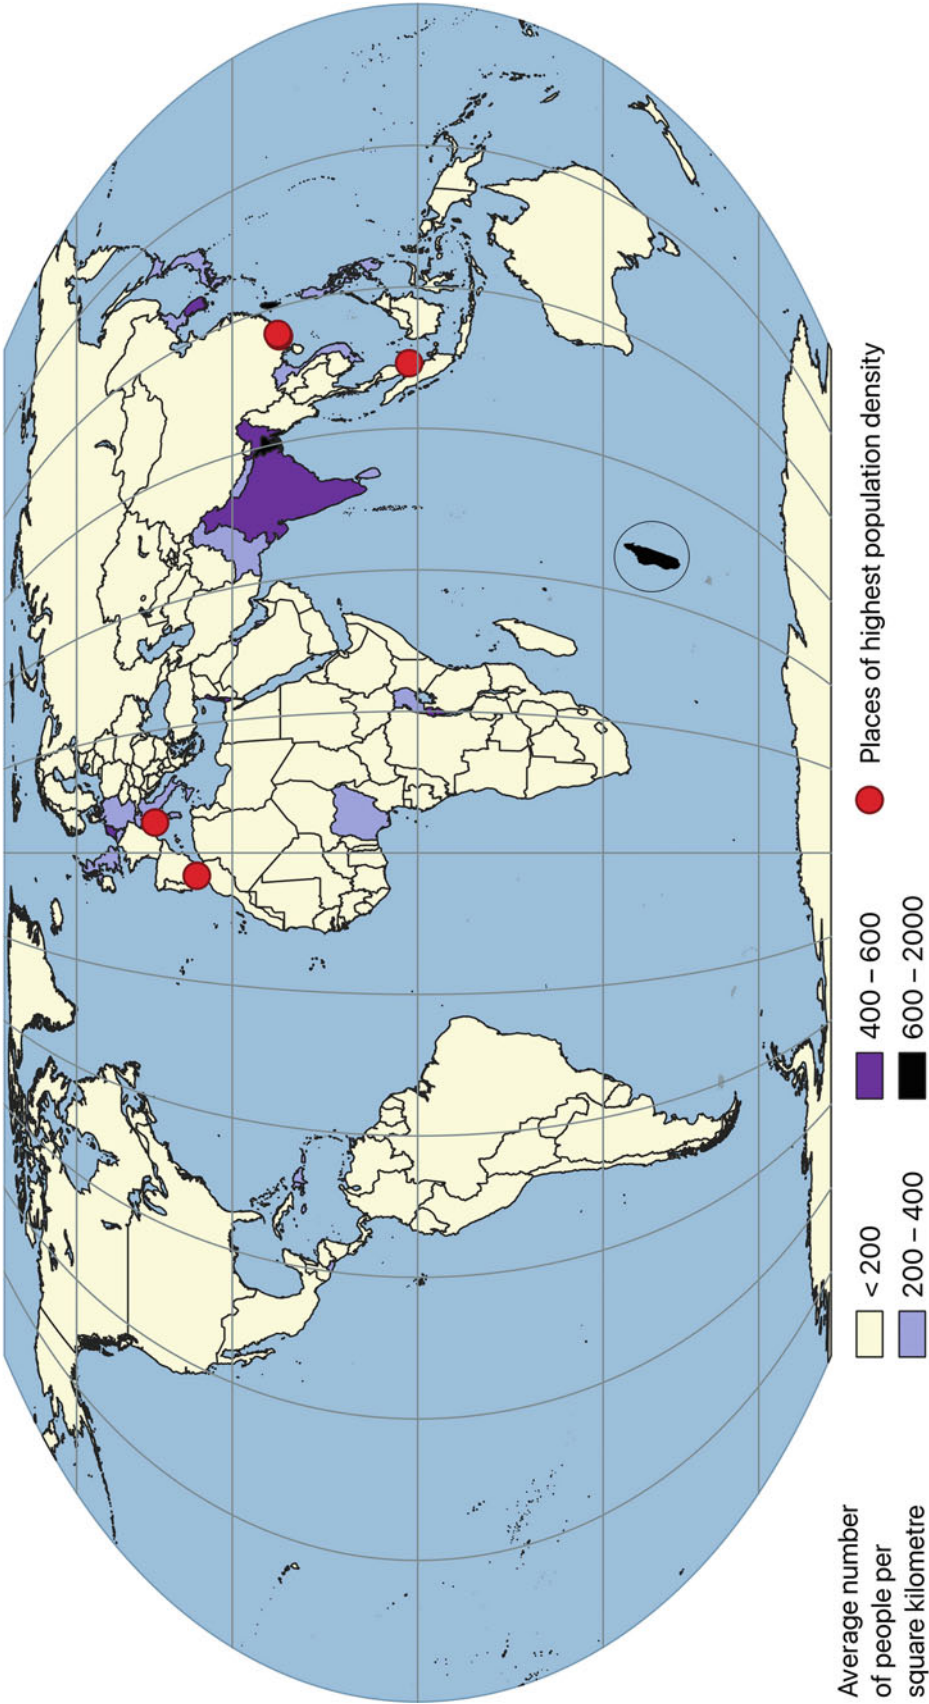 Average number
of people per
square kilometre
< 200
200 – 400
400 – 600
600 – 2000
Places of highest population density